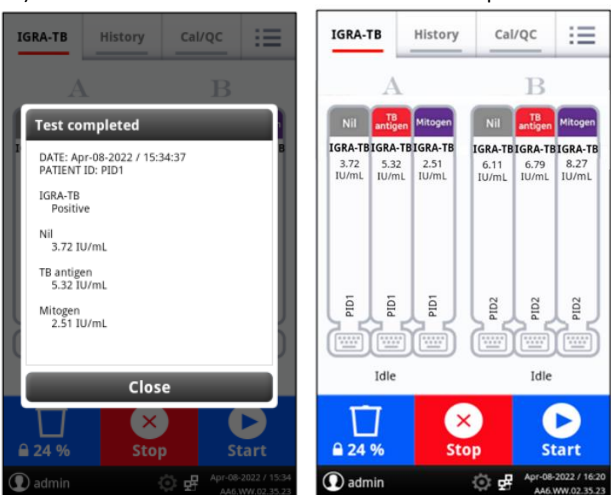 IGRA-TB History Cal/QC
A B
Test completed
DATE: Apr-08-2022 / 15:34:37
PATIENT ID: PID1
IGRA-TB
Positive
Nil
3.72 IU/mL
TB antigen
5.32 IU/mL
Mitogen
2.51 IU/mL
Close
24 % Stop Start
admin Apr-08-2022 / 15:34
AA6.WW.02.35.23
IGRA-TB History Cal/QC
A B
Nil TB antigen Mitogen Nil TB antigen Mitogen
IGRA-TB IGRA-TB IGRA-TB IGRA-TB IGRA-TB IGRA-TB
3.72 5.32 2.51 6.11 6.79 8.27
IU/mL IU/mL IU/mL IU/mL IU/mL IU/mL
PID1 PID1 PID1 PID2 PID2 PID2
Idle Idle
24 % Stop Start
admin Apr-08-2022 / 16:20
AA6.WW.02.35.23